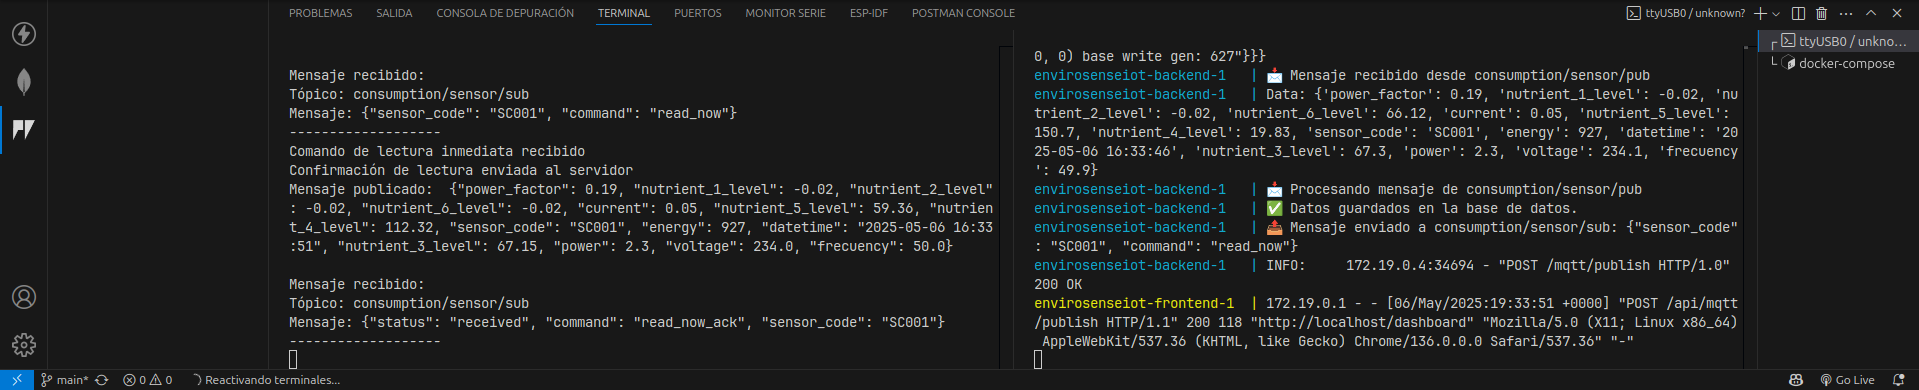 PROBLEMAS SALIDA CONSOLA DE DEPURACIÓN TERMINAL PUERTOS MONITOR SERIE ESP-IDF POSTMAN CONSOLE
ttyUSB0 / unknown?
Mensaje recibido:
Tópico: consumption/sensor/sub
Mensaje: {"sensor_code": "SC001", "command": "read_now"}
-------------------
Comando de lectura inmediata recibido
Confirmación de lectura enviada al servidor
Mensaje publicado:  {"power_factor": 0.19, "nutrient_1_level": -0.02, "nutrient_2_level"
: -0.02, "nutrient_6_level": -0.02, "current": 0.05, "nutrient_5_level": 59.36, "nutrien
t_4_level": 112.32, "sensor_code": "SC001", "energy": 927, "datetime": "2025-05-06 16:33
:51", "nutrient_3_level": 67.15, "power": 2.3, "voltage": 234.0, "frecuency": 50.0}
Mensaje recibido:
Tópico: consumption/sensor/sub
Mensaje: {"status": "received", "command": "read_now_ack", "sensor_code": "SC001"}
-------------------
0, 0) base write gen: 627"}}}
envirosenseiot-backend-1   | 📩 Mensaje recibido desde consumption/sensor/pub
envirosenseiot-backend-1   | Data: {'power_factor': 0.19, 'nutrient_1_level': -0.02, 'nu
trient_2_level': -0.02, 'nutrient_6_level': 66.12, 'current': 0.05, 'nutrient_5_level':
150.7, 'nutrient_4_level': 19.83, 'sensor_code': 'SC001', 'energy': 927, 'datetime': '20
25-05-06 16:33:46', 'nutrient_3_level': 67.3, 'power': 2.3, 'voltage': 234.1, 'frecuency
': 49.9}
envirosenseiot-backend-1   | 📩 Procesando mensaje de consumption/sensor/pub
envirosenseiot-backend-1   | ✅ Datos guardados en la base de datos.
envirosenseiot-backend-1   | 📤 Mensaje enviado a consumption/sensor/sub: {"sensor_code"
: "SC001", "command": "read_now"}
envirosenseiot-backend-1   | INFO:     172.19.0.4:34694 - "POST /mqtt/publish HTTP/1.0"
200 OK
envirosenseiot-frontend-1  | 172.19.0.1 - - [06/May/2025:19:33:51 +0000] "POST /api/mqtt
/publish HTTP/1.1" 200 118 "http://localhost/dashboard" "Mozilla/5.0 (X11; Linux x86_64)
AppleWebKit/537.36 (KHTML, like Gecko) Chrome/136.0.0.0 Safari/537.36" "-"
ttyUSB0 / unkno...
docker-compose
main* 0 0 Reactivando terminales...
Go Live